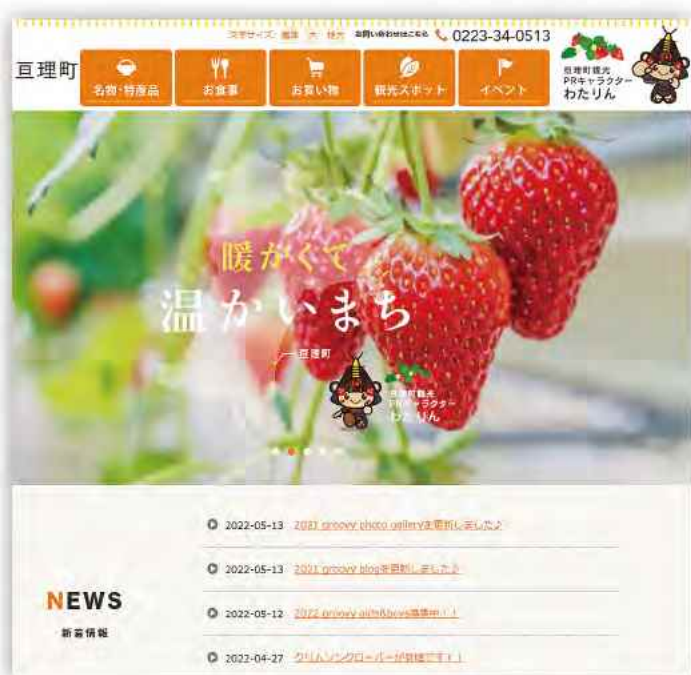 文字サイズ: 標準 大 特大 お問い合わせはこちら 0223-34-0513
亘理町
名物・特産品 お食事 お買い物 観光スポット イベント
亘理町観光
PRキャラクター
わたりん
暖かくて
温かいまち
亘理町
亘理町観光
PRキャラクター
わたりん
NEWS
新着情報
2022-05-13 2021 groovy photo galleryを更新しました♪
2022-05-13 2021 groovy blogを更新しました♪
2022-05-12 2022 groovy girls&boys募集中！！
2022-04-27 クリムソンクローバーが見頃です！！